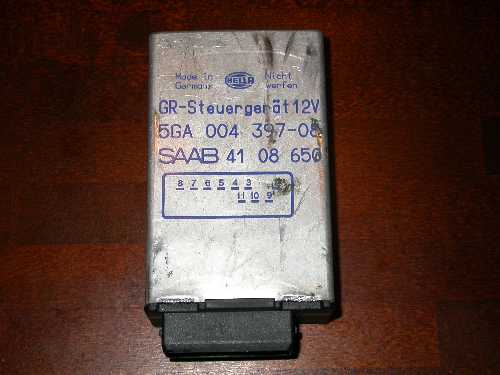 Made in HELLA Nicht
Germany werfen
GR-Steuergerät 12V
5GA 004 397-08
SAAB 41 08 650
8 7 6 5 4 3
11 10 9